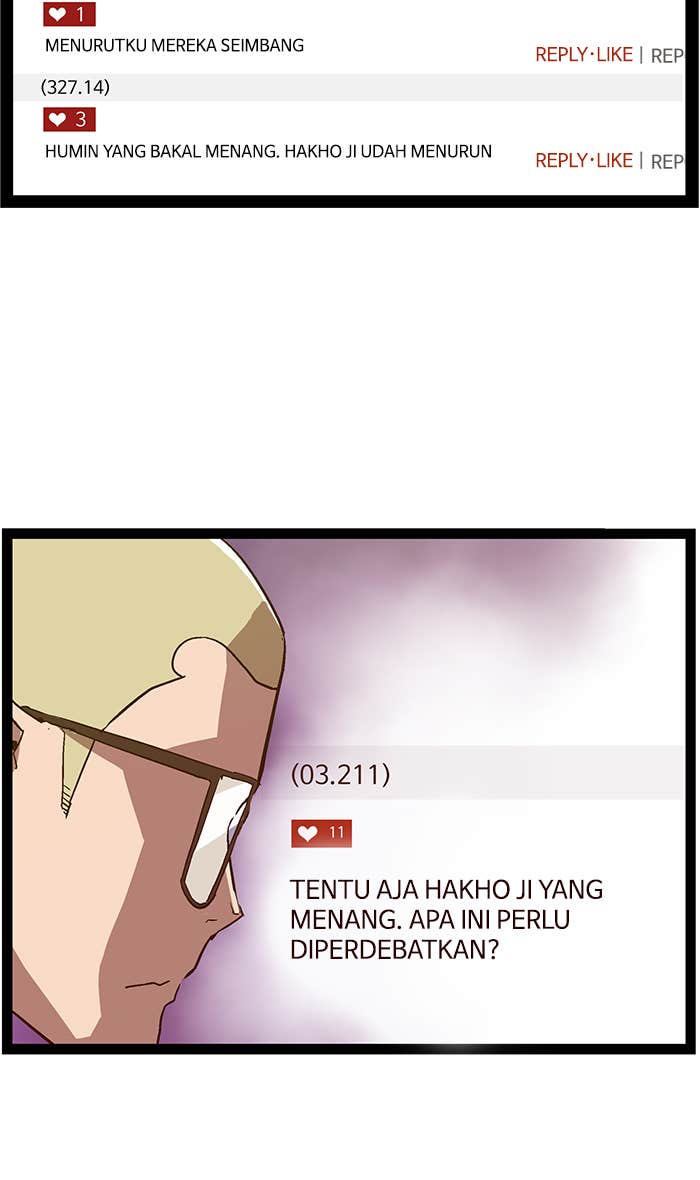 1
MENURUTKU MEREKA SEIMBANG
REPLY·LIKE | REP
(327.14)
3
HUMIN YANG BAKAL MENANG. HAKHO JI UDAH MENURUN
REPLY·LIKE | REP
(03.211)
11
TENTU AJA HAKHO JI YANG
MENANG. APA INI PERLU
DIPERDEBATKAN?